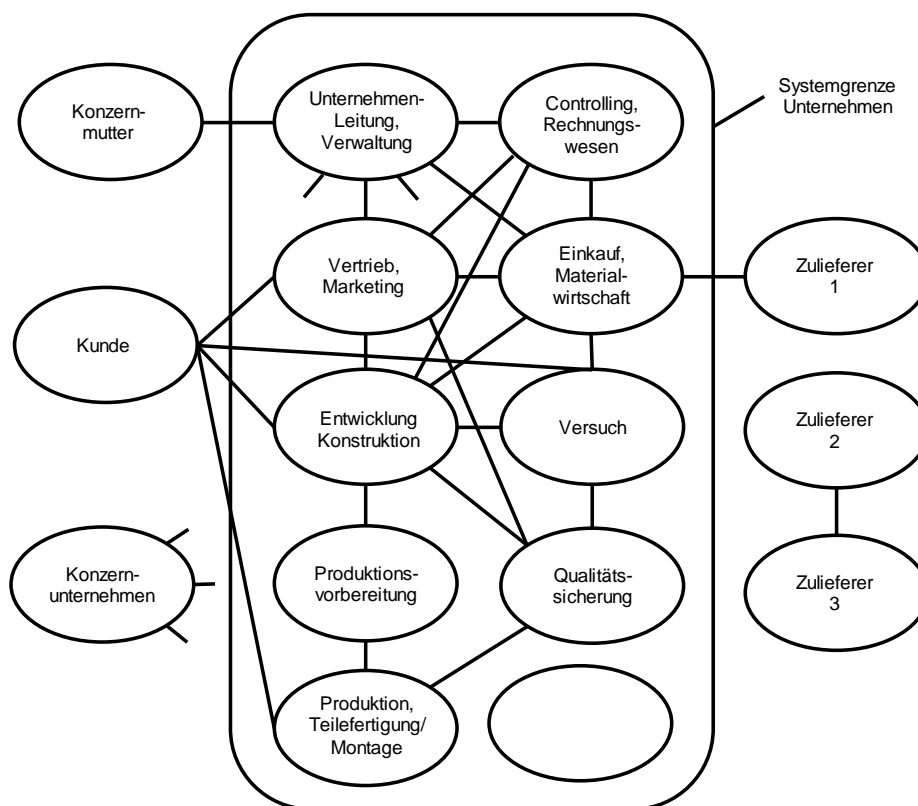 Konzern-
mutter
Unternehmen-
Leitung,
Verwaltung
Controlling,
Rechnungs-
wesen
Systemgrenze
Unternehmen
Vertrieb,
Marketing
Einkauf,
Material-
wirtschaft
Zulieferer
1
Kunde
Entwicklung
Konstruktion
Versuch
Zulieferer
2
Konzern-
unternehmen
Produktions-
vorbereitung
Qualitäts-
sicherung
Zulieferer
3
Produktion,
Teilefertigung/
Montage